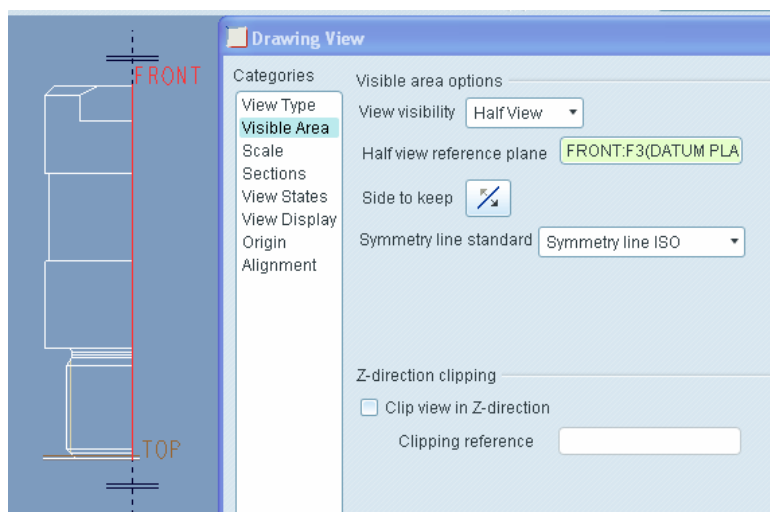 FRONT
TOP
Drawing Vie
Categories
View Type
Visible Area
Scale
Sections
View States
View Display
Origin
Alignment
Visible area options
View visibility Half View
Half view reference plane FRONT:F3(DATUM PLA
Side to keep
Symmetry line standard Symmetry line ISO
Z-direction clipping
Clip view in Z-direction
Clipping reference